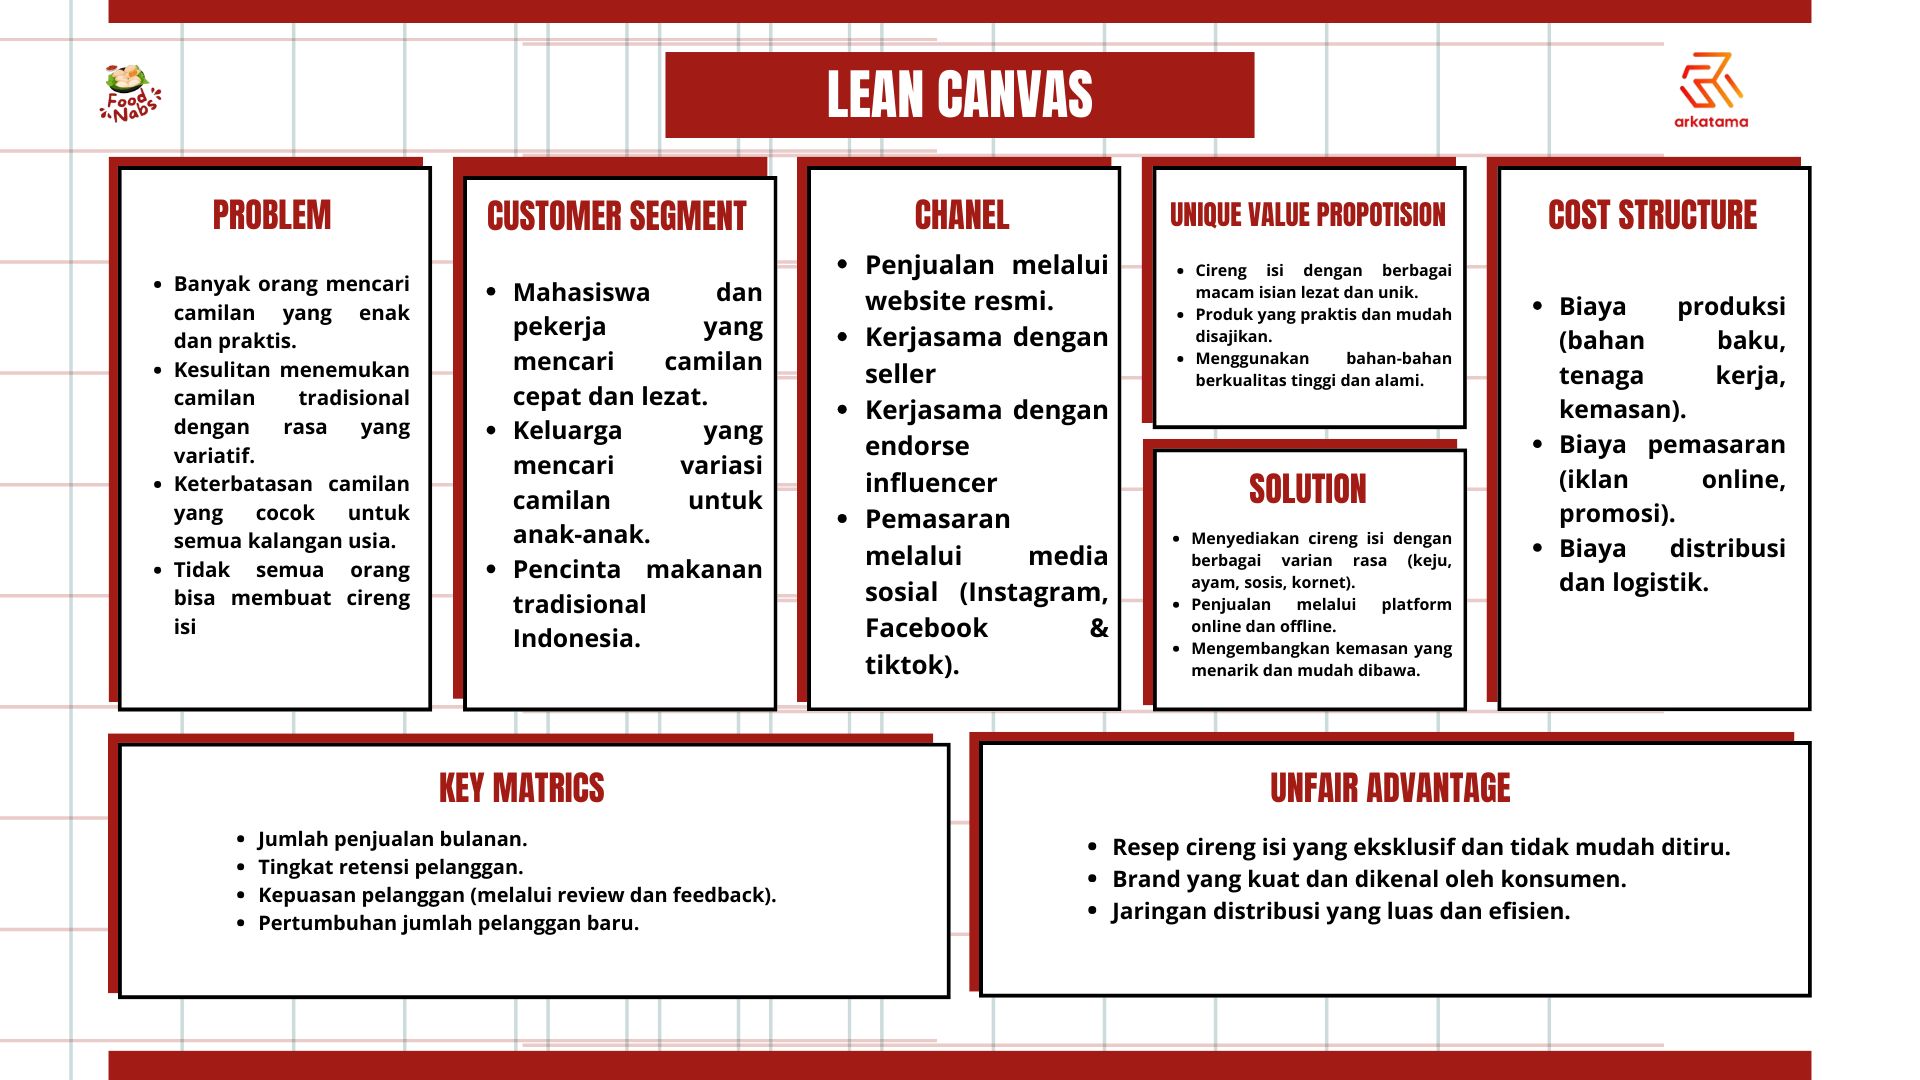 Food
Nabs
LEAN CANVAS
arkatama
PROBLEM
Banyak orang mencari
camilan yang enak
dan praktis.
Kesulitan menemukan
camilan tradisional
dengan rasa yang
variatif.
Keterbatasan camilan
yang cocok untuk
semua kalangan usia.
Tidak semua orang
bisa membuat cireng
isi
CUSTOMER SEGMENT
Mahasiswa dan
pekerja yang
mencari camilan
cepat dan lezat.
Keluarga yang
mencari variasi
camilan untuk
anak-anak.
Pencinta makanan
tradisional
Indonesia.
CHANEL
Penjualan melalui
website resmi.
Kerjasama dengan
seller
Kerjasama dengan
endorse
influencer
Pemasaran
melalui media
sosial (Instagram,
Facebook &
tiktok).
UNIQUE VALUE PROPOTISION
Cireng isi dengan berbagai
macam isian lezat dan unik.
Produk yang praktis dan mudah
disajikan.
Menggunakan bahan-bahan
berkualitas tinggi dan alami.
SOLUTION
Menyediakan cireng isi dengan
berbagai varian rasa (keju,
ayam, sosis, kornet).
Penjualan melalui platform
online dan offline.
Mengembangkan kemasan yang
menarik dan mudah dibawa.
COST STRUCTURE
Biaya produksi
(bahan baku,
tenaga kerja,
kemasan).
Biaya pemasaran
(iklan online,
promosi).
Biaya distribusi
dan logistik.
KEY MATRICS
Jumlah penjualan bulanan.
Tingkat retensi pelanggan.
Kepuasan pelanggan (melalui review dan feedback).
Pertumbuhan jumlah pelanggan baru.
UNFAIR ADVANTAGE
Resep cireng isi yang eksklusif dan tidak mudah ditiru.
Brand yang kuat dan dikenal oleh konsumen.
Jaringan distribusi yang luas dan efisien.